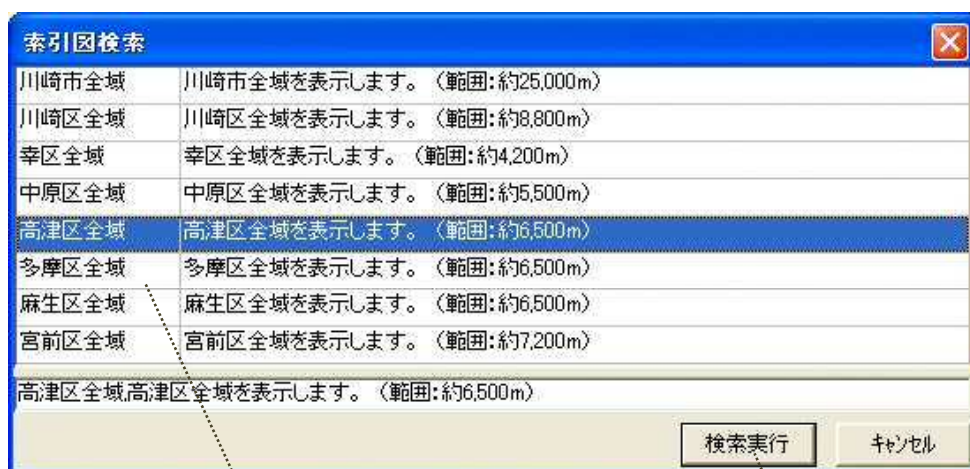 索引図検索
川崎市全域 川崎市全域を表示します。（範囲：約25,000m）
川崎区全域 川崎区全域を表示します。（範囲：約8,800m）
幸区全域 幸区全域を表示します。（範囲：約4,200m）
中原区全域 中原区全域を表示します。（範囲：約5,500m）
高津区全域 高津区全域を表示します。（範囲：約6,500m）
多摩区全域 多摩区全域を表示します。（範囲：約6,500m）
麻生区全域 麻生区全域を表示します。（範囲：約6,500m）
宮前区全域 宮前区全域を表示します。（範囲：約7,200m）
高津区全域,高津区全域を表示します。（範囲：約6,500m）
検索実行 キャンセル